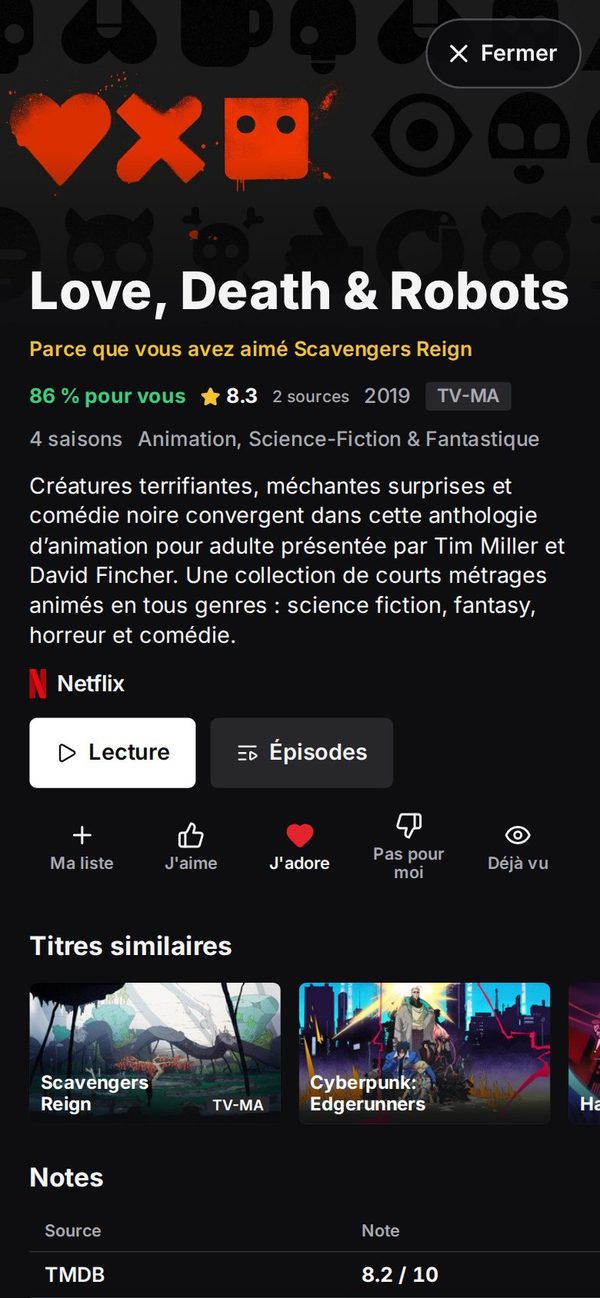 Fermer
Love, Death & Robots
Parce que vous avez aimé Scavengers Reign
86 % pour vous 8.3 2 sources 2019 TV-MA
4 saisons Animation, Science-Fiction & Fantastique
Créatures terrifiantes, méchantes surprises et
comédie noire convergent dans cette anthologie
d’animation pour adulte présentée par Tim Miller et
David Fincher. Une collection de courts métrages
animés en tous genres : science fiction, fantasy,
horreur et comédie.
Netflix
Lecture Épisodes
Ma liste J'aime J'adore Pas pour Déjà vu
moi
Titres similaires
Scavengers
Reign TV-MA
Cyberpunk:
Edgerunners
Notes
Source Note
TMDB 8.2 / 10